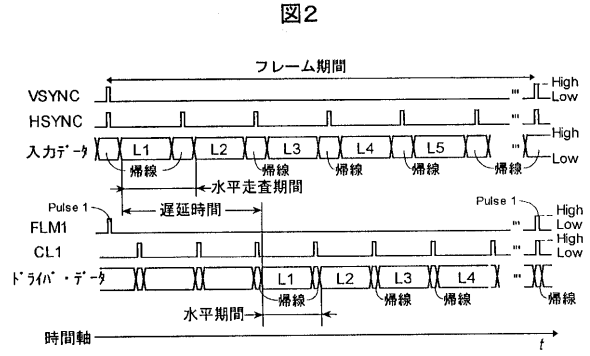 図2
フレーム期間
VSYNC ''' High
Low
HSYNC '''
入力データ L1 L2 L3 L4 L5 ''' High
Low
帰線 帰線 帰線 帰線 帰線 帰線
水平走査期間
Pulse 1 遅延時間 Pulse 1
FLM1 ''' High
Low
CL1 ''' High
Low
ドライバ・データ L1 L2 L3 L4 '''
帰線 帰線 帰線 帰線
水平期間
時間軸 t